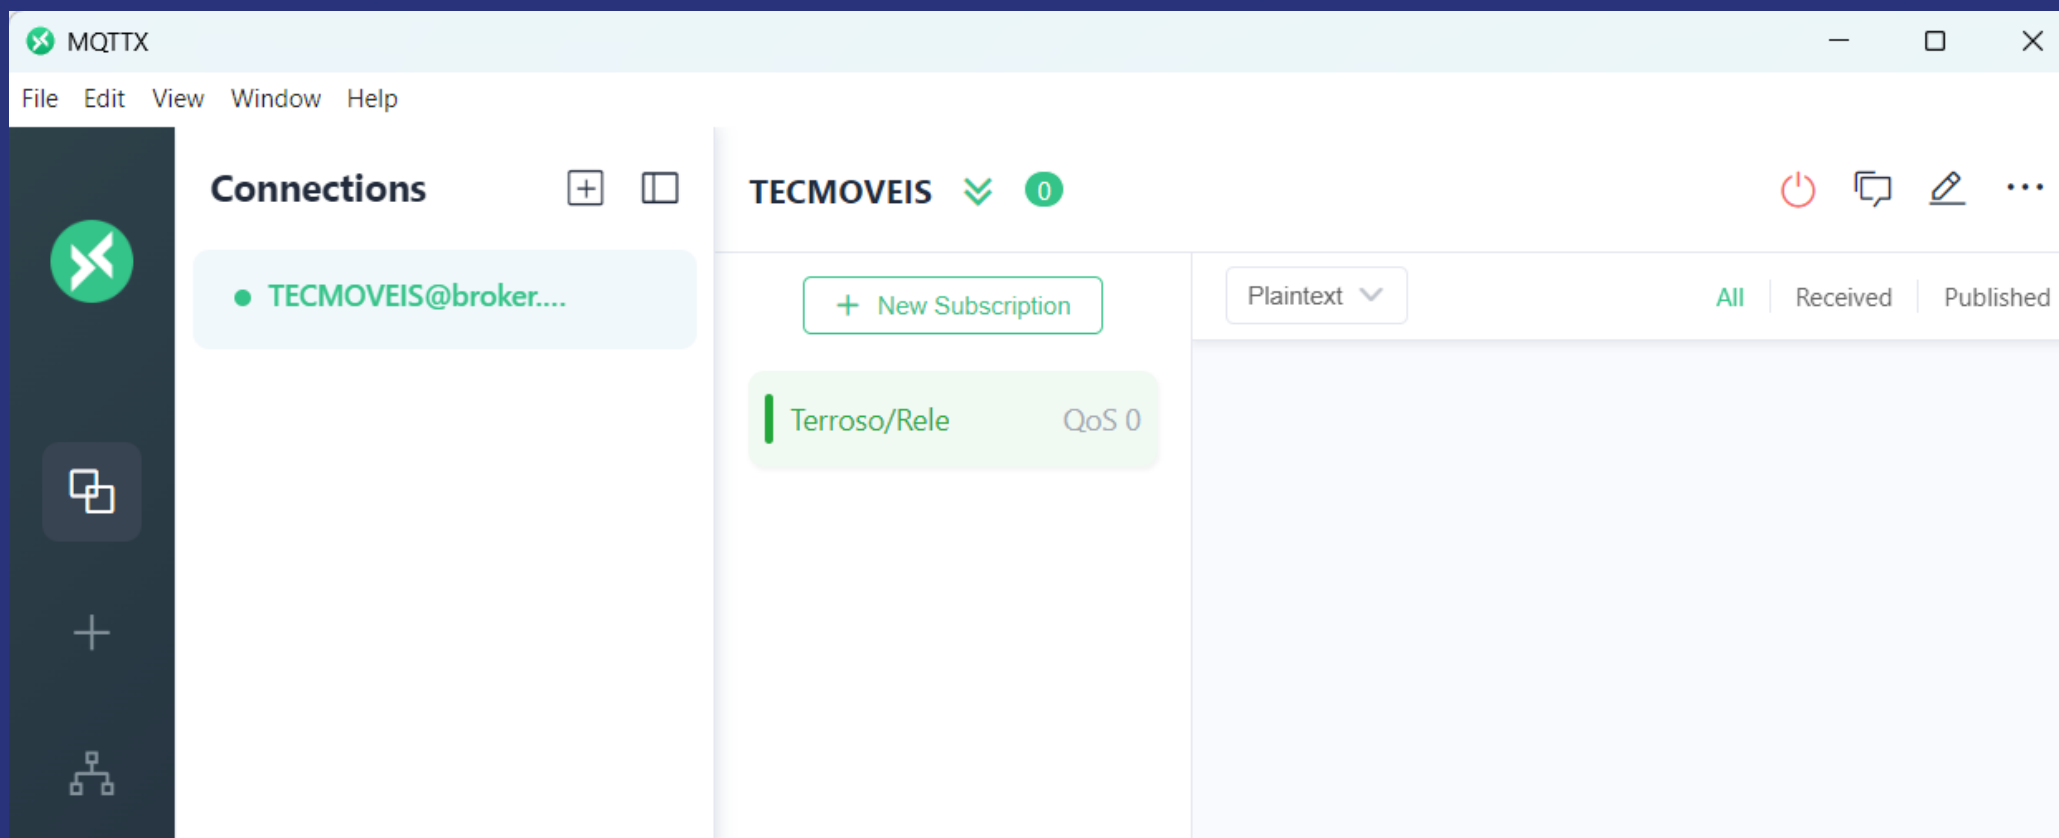 MQTTX
File Edit View Window Help
Connections
TECMOVEIS@broker....
TECMOVEIS 0
+ New Subscription
Terroso/Rele QoS 0
Plaintext
All Received Published